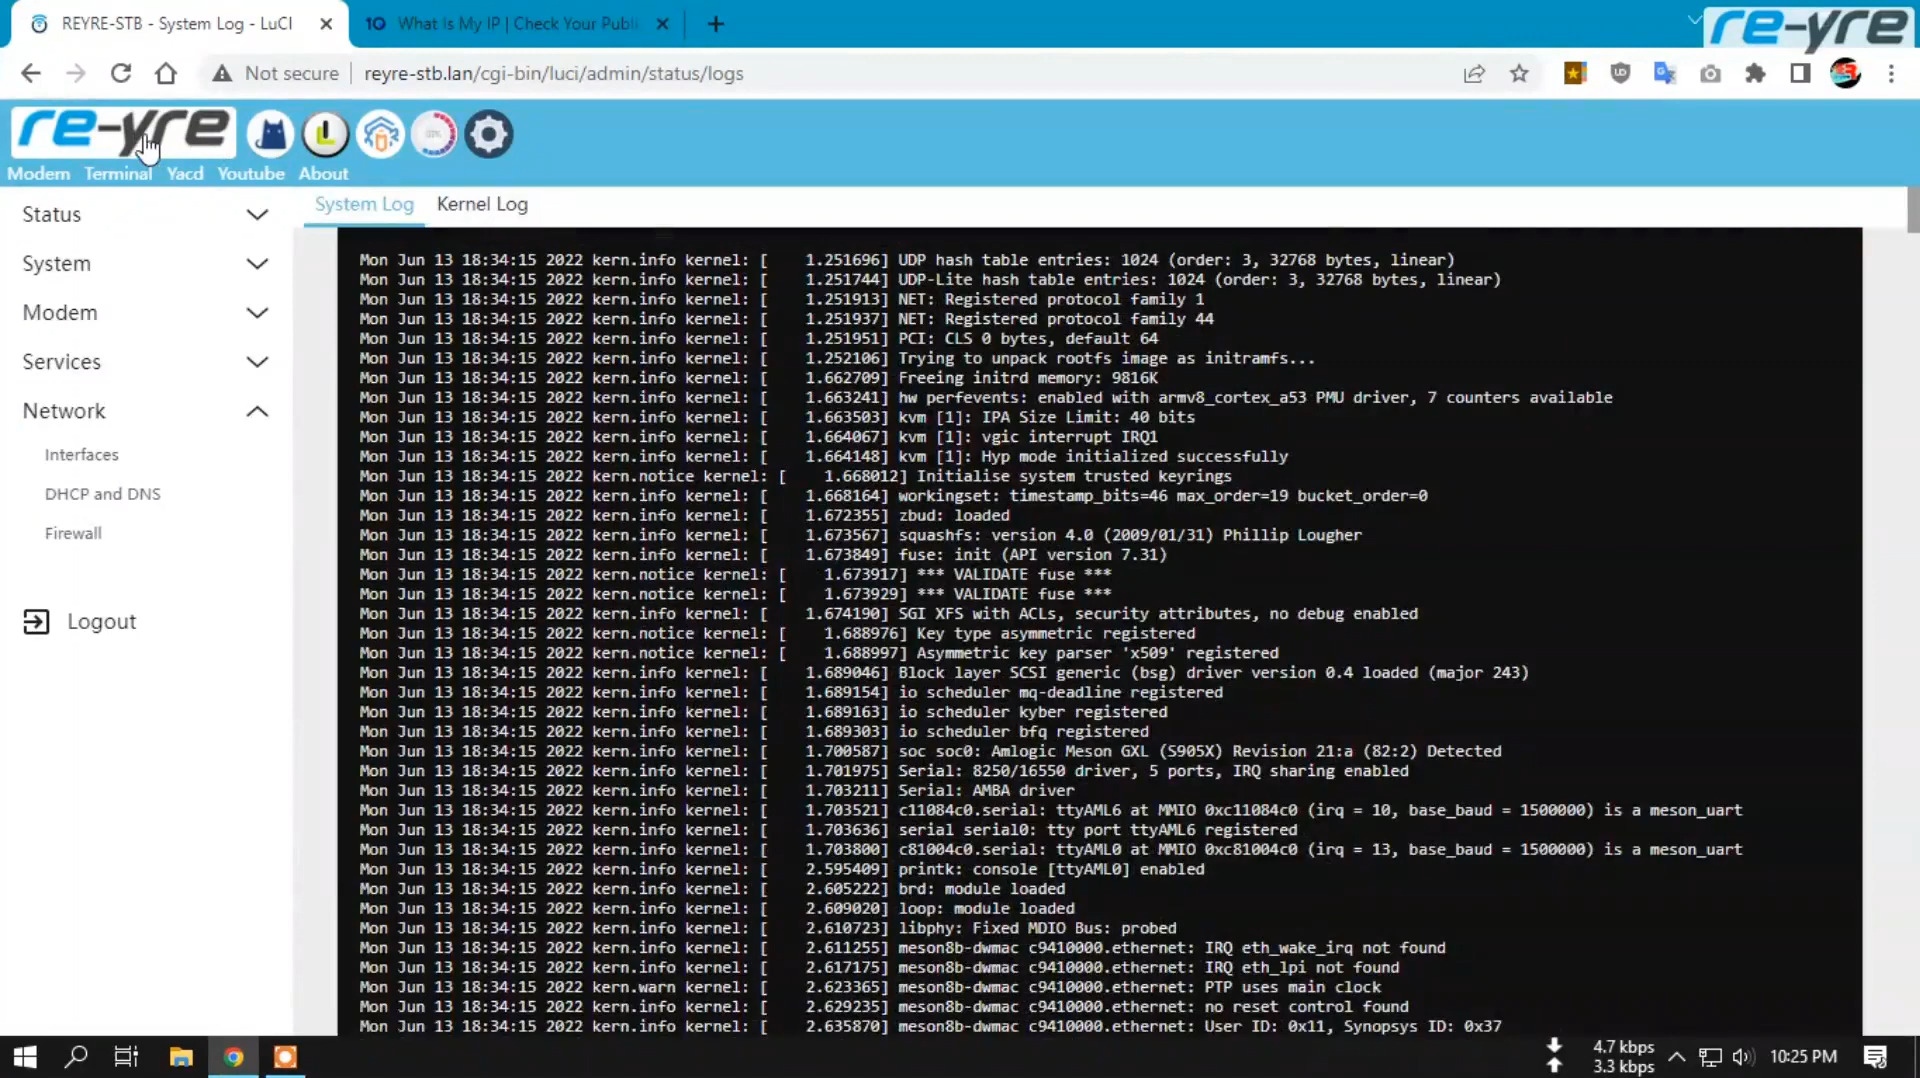 REYRE-STB - System Log - LuCI
1O What Is My IP | Check Your Publi
re-yre
Not secure
reyre-stb.lan/cgi-bin/luci/admin/status/logs
re-yre
Modem Terminal Yacd Youtube About
Status
System
Modem
Services
Network
Interfaces
DHCP and DNS
Firewall
Logout
System Log Kernel Log
Mon Jun 13 18:34:15 2022 kern.info kernel: [ 1.251696] UDP hash table entries: 1024 (order: 3, 32768 bytes, linear)
Mon Jun 13 18:34:15 2022 kern.info kernel: [ 1.251744] UDP-Lite hash table entries: 1024 (order: 3, 32768 bytes, linear)
Mon Jun 13 18:34:15 2022 kern.info kernel: [ 1.251913] NET: Registered protocol family 1
Mon Jun 13 18:34:15 2022 kern.info kernel: [ 1.251937] NET: Registered protocol family 44
Mon Jun 13 18:34:15 2022 kern.info kernel: [ 1.251951] PCI: CLS 0 bytes, default 64
Mon Jun 13 18:34:15 2022 kern.info kernel: [ 1.252106] Trying to unpack rootfs image as initramfs...
Mon Jun 13 18:34:15 2022 kern.info kernel: [ 1.662709] Freeing initrd memory: 9816K
Mon Jun 13 18:34:15 2022 kern.info kernel: [ 1.663241] hw perfevents: enabled with armv8_cortex_a53 PMU driver, 7 counters available
Mon Jun 13 18:34:15 2022 kern.info kernel: [ 1.663503] kvm [1]: IPA Size Limit: 40 bits
Mon Jun 13 18:34:15 2022 kern.info kernel: [ 1.664067] kvm [1]: vgic interrupt IRQ1
Mon Jun 13 18:34:15 2022 kern.info kernel: [ 1.664148] kvm [1]: Hyp mode initialized successfully
Mon Jun 13 18:34:15 2022 kern.notice kernel: [ 1.668012] Initialise system trusted keyrings
Mon Jun 13 18:34:15 2022 kern.info kernel: [ 1.668164] workingset: timestamp_bits=46 max_order=19 bucket_order=0
Mon Jun 13 18:34:15 2022 kern.info kernel: [ 1.672355] zbud: loaded
Mon Jun 13 18:34:15 2022 kern.info kernel: [ 1.673567] squashfs: version 4.0 (2009/01/31) Phillip Lougher
Mon Jun 13 18:34:15 2022 kern.info kernel: [ 1.673849] fuse: init (API version 7.31)
Mon Jun 13 18:34:15 2022 kern.notice kernel: [ 1.673917] *** VALIDATE fuse ***
Mon Jun 13 18:34:15 2022 kern.notice kernel: [ 1.673929] *** VALIDATE fuse ***
Mon Jun 13 18:34:15 2022 kern.info kernel: [ 1.674190] SGI XFS with ACLs, security attributes, no debug enabled
Mon Jun 13 18:34:15 2022 kern.notice kernel: [ 1.688976] Key type asymmetric registered
Mon Jun 13 18:34:15 2022 kern.notice kernel: [ 1.688997] Asymmetric key parser 'x509' registered
Mon Jun 13 18:34:15 2022 kern.info kernel: [ 1.689046] Block layer SCSI generic (bsg) driver version 0.4 loaded (major 243)
Mon Jun 13 18:34:15 2022 kern.info kernel: [ 1.689154] io scheduler mq-deadline registered
Mon Jun 13 18:34:15 2022 kern.info kernel: [ 1.689163] io scheduler kyber registered
Mon Jun 13 18:34:15 2022 kern.info kernel: [ 1.689303] io scheduler bfq registered
Mon Jun 13 18:34:15 2022 kern.info kernel: [ 1.700587] soc soc0: Amlogic Meson GXL (S905X) Revision 21:a (82:2) Detected
Mon Jun 13 18:34:15 2022 kern.info kernel: [ 1.701975] Serial: 8250/16550 driver, 5 ports, IRQ sharing enabled
Mon Jun 13 18:34:15 2022 kern.info kernel: [ 1.703211] Serial: AMBA driver
Mon Jun 13 18:34:15 2022 kern.info kernel: [ 1.703521] c11084c0.serial: ttyAML6 at MMIO 0xc11084c0 (irq = 10, base_baud = 1500000) is a meson_uart
Mon Jun 13 18:34:15 2022 kern.info kernel: [ 1.703636] serial serial0: tty port ttyAML6 registered
Mon Jun 13 18:34:15 2022 kern.info kernel: [ 1.703800] c81004c0.serial: ttyAML0 at MMIO 0xc81004c0 (irq = 13, base_baud = 1500000) is a meson_uart
Mon Jun 13 18:34:15 2022 kern.info kernel: [ 2.595409] printk: console [ttyAML0] enabled
Mon Jun 13 18:34:15 2022 kern.info kernel: [ 2.605222] brd: module loaded
Mon Jun 13 18:34:15 2022 kern.info kernel: [ 2.609020] loop: module loaded
Mon Jun 13 18:34:15 2022 kern.info kernel: [ 2.610723] libphy: Fixed MDIO Bus: probed
Mon Jun 13 18:34:15 2022 kern.info kernel: [ 2.611255] meson8b-dwmac c9410000.ethernet: IRQ eth_wake_irq not found
Mon Jun 13 18:34:15 2022 kern.info kernel: [ 2.617175] meson8b-dwmac c9410000.ethernet: IRQ eth_lpi not found
Mon Jun 13 18:34:15 2022 kern.warn kernel: [ 2.623365] meson8b-dwmac c9410000.ethernet: PTP uses main clock
Mon Jun 13 18:34:15 2022 kern.info kernel: [ 2.629235] meson8b-dwmac c9410000.ethernet: no reset control found
Mon Jun 13 18:34:15 2022 kern.info kernel: [ 2.635870] meson8b-dwmac c9410000.ethernet: User ID: 0x11, Synopsys ID: 0x37
4.7 kbps
3.3 kbps
10:25 PM